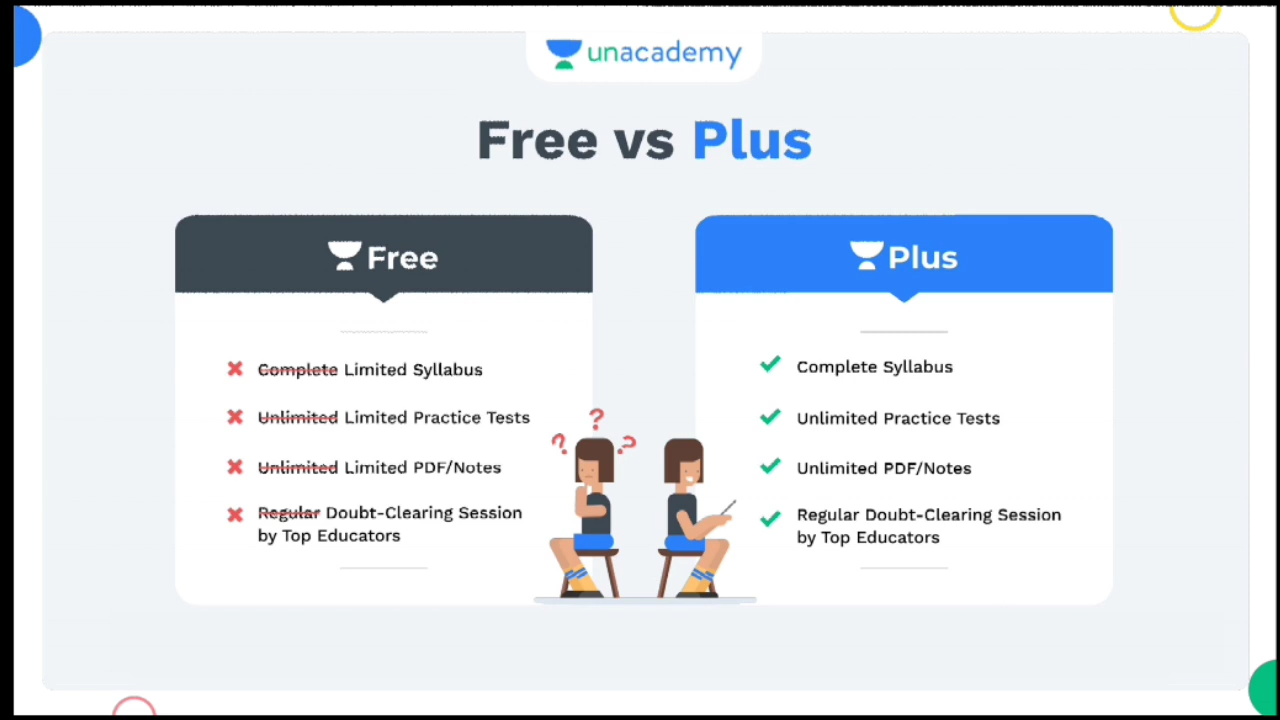 unacademy
Free vs Plus
Free
Complete Limited Syllabus
Unlimited Limited Practice Tests
Unlimited Limited PDF/Notes
Regular Doubt-Clearing Session
by Top Educators
? ? ?
Plus
Complete Syllabus
Unlimited Practice Tests
Unlimited PDF/Notes
Regular Doubt-Clearing Session
by Top Educators